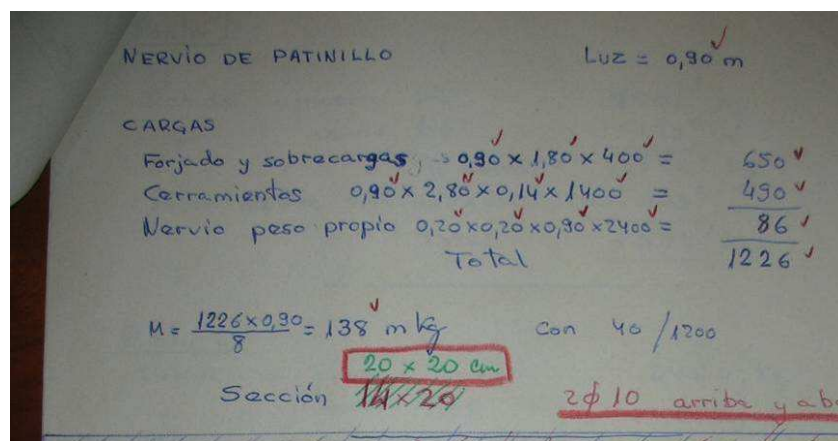 NERVIO DE PATINILLO Luz = 0,90 m
CARGAS
Forjado y sobrecargas 0,90 x 1,80 x 400 = 650
Cerramientos 0,90 x 2,80 x 0,14 x 1400 = 490
Nervio peso propio 0,20 x 0,20 x 0,90 x 2400 = 86
Total 1226
M = 1226 x 0,90 / 8 = 138 m kg Con 40 / 1200
20 x 20 cm
Sección 14 x 20 2ϕ10 arriba y aba